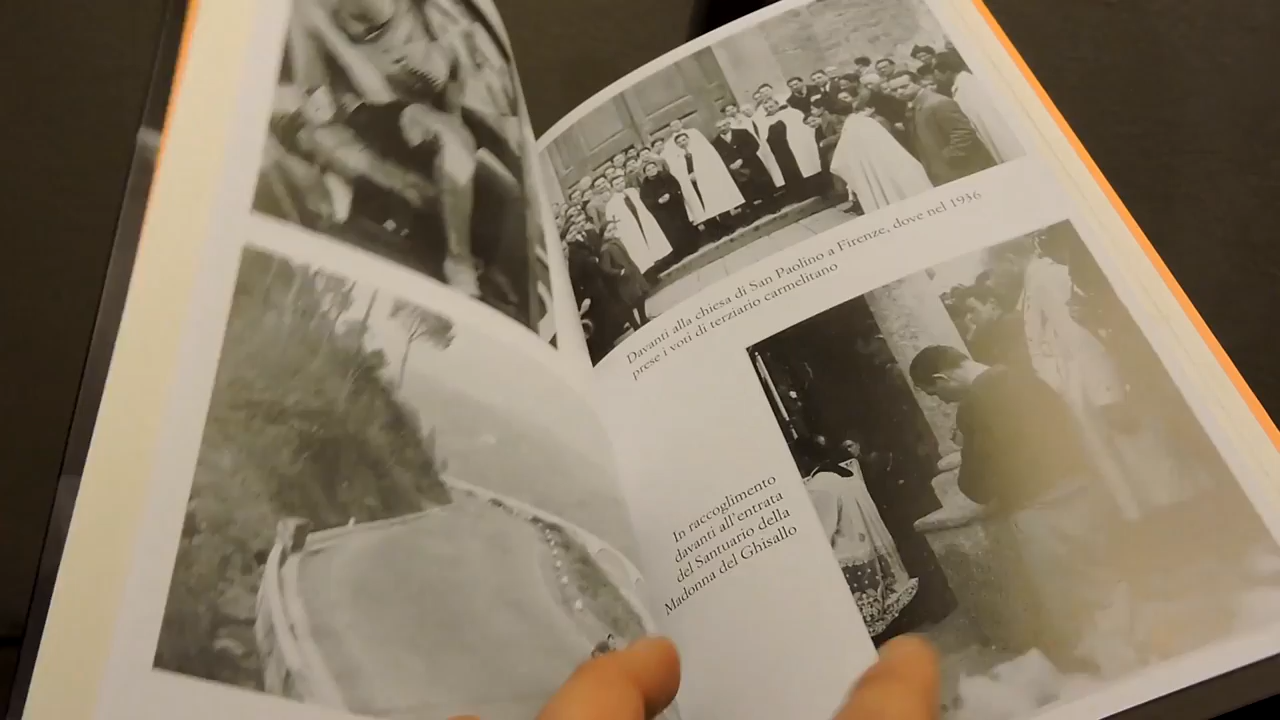 Davanti alla chiesa di San Paolino a Firenze, dove nel 1936
prese i voti di terziario carmelitano
In raccoglimento
davanti all'entrata
del Santuario della
Madonna del Ghisallo